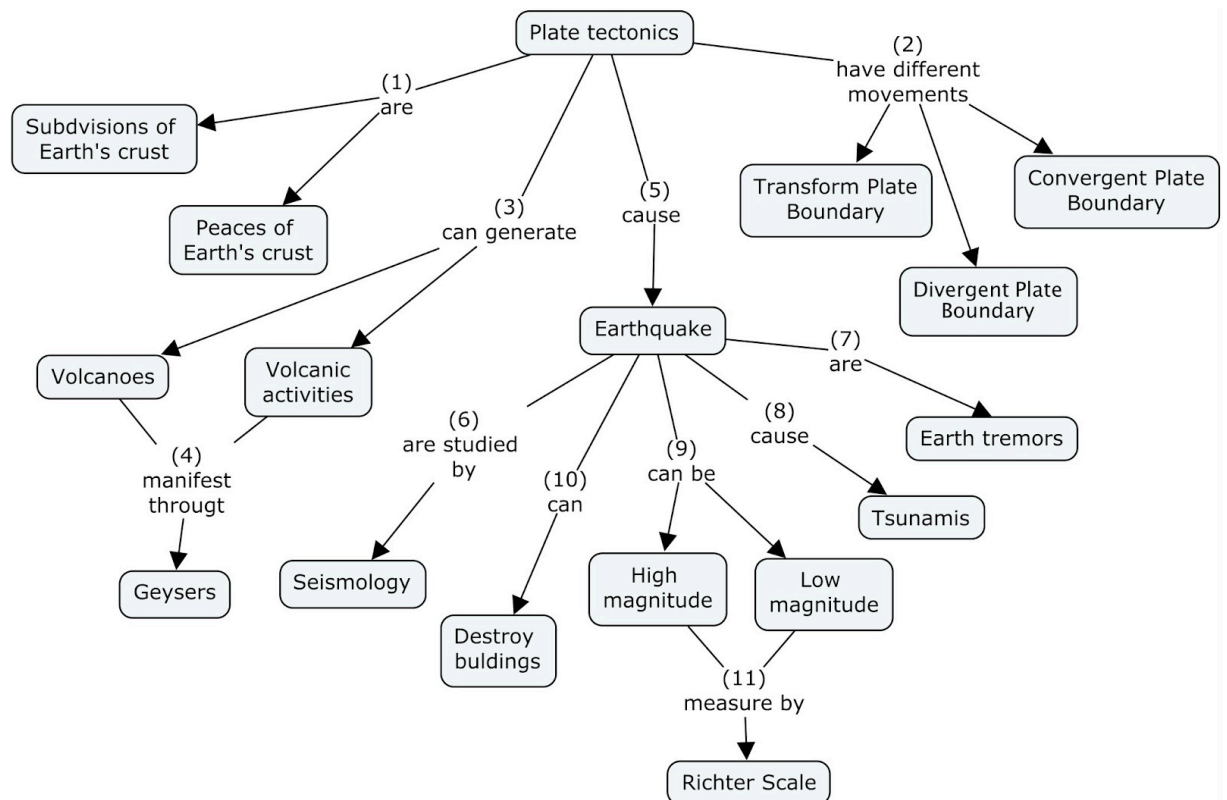 Plate tectonics
(1)
are
Subdvisions of
Earth's crust
Peaces of
Earth's crust
(2)
have different
movements
Transform Plate
Boundary
Convergent Plate
Boundary
Divergent Plate
Boundary
(3)
can generate
Volcanoes
Volcanic
activities
(4)
manifest
througt
Geysers
(5)
cause
Earthquake
(6)
are studied
by
Seismology
(10)
can
Destroy
buldings
(9)
can be
High
magnitude
Low
magnitude
(8)
cause
Tsunamis
(7)
are
Earth tremors
(11)
measure by
Richter Scale